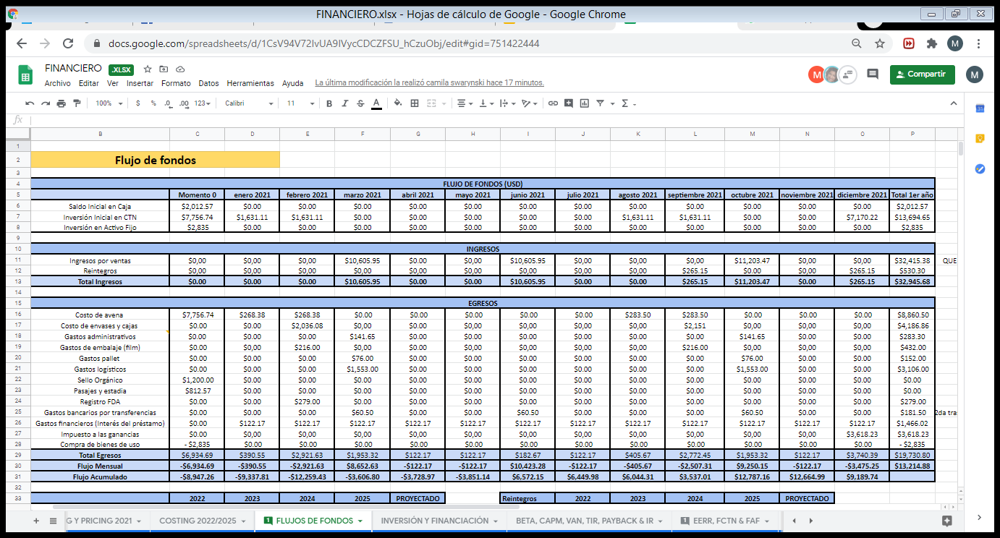 FINANCIERO.xlsx - Hojas de cálculo de Google - Google Chrome
docs.google.com/spreadsheets/d/1CsV94V72IvUA9IVycCDCZFSU_hCzuObj/edit#gid=751422444
M
FINANCIERO .XLSX
M
Compartir
M
Archivo Editar Ver Insertar Formato Datos Herramientas Ayuda La última modificación la realizó camila swarynski hace 17 minutos.
100% $ % .0 .00 123 Calibri 11 B I S A Σ
fx
B C D E F G H I J K L M N O P
1
2 Flujo de fondos
3
4 FLUJO DE FONDOS (USD)
5 Momento 0 enero 2021 febrero 2021 marzo 2021 abril 2021 mayo 2021 junio 2021 julio 2021 agosto 2021 septiembre 2021 octubre 2021 noviembre 2021 diciembre 2021 Total 1er año
6 Saldo Inicial en Caja $2,012.57 $0.00 $0.00 $0.00 $0.00 $0.00 $0.00 $0.00 $0.00 $0.00 $0.00 $0.00 $0.00 $2,012.57
7 Inversión Inicial en CTN $7,756.74 $1,631.11 $1,631.11 $0.00 $0.00 $0.00 $0.00 $0.00 $1,631.11 $1,631.11 $0.00 $0.00 $7,170.22 $13,694.65
8 Inversión en Activo Fijo $2,835 $0.00 $0.00 $0.00 $0.00 $0.00 $0.00 $0.00 $0.00 $0.00 $0.00 $0.00 $0.00 $2,835
9
10 INGRESOS
11 Ingresos por ventas $0,00 $0,00 $0,00 $10,605.95 $0.00 $0,00 $10,605.95 $0,00 $0,00 $0,00 $11,203.47 $0,00 $0,00 $32,415.38 QUE
12 Reintegros $0,00 $0,00 $0,00 $0,00 $0.00 $0,00 $0,00 $0,00 $0.00 $265.15 $0.00 $0.00 $265.15 $530.30
13 Total Ingresos $0.00 $0.00 $0.00 $10,605.95 $0.00 $0.00 $10,605.95 $0.00 $0.00 $265.15 $11,203.47 $0.00 $265.15 $32,945.68
14
15 EGRESOS
16 Costo de avena $7,756.74 $268.38 $268.38 $0.00 $0.00 $0.00 $0.00 $0.00 $283.50 $283.50 $0.00 $0.00 $0.00 $8,860.50
17 Costo de envases y cajas $0.00 $0.00 $2,036.08 $0,00 $0.00 $0.00 $0.00 $0.00 $0.00 $2,151 $0,00 $0.00 $0.00 $4,186.86
18 Gastos administrativos $0.00 $0.00 $0.00 $141.65 $0.00 $0.00 $0.00 $0.00 $0.00 $0.00 $141.65 $0.00 $0.00 $283.30
19 Gastos de embalaje (film) $0.00 $0,00 $216.00 $0,00 $0.00 $0,00 $0,00 $0,00 $0,00 $216.00 $0,00 $0,00 $0,00 $432.00
20 Gastos pallet $0.00 $0.00 $0.00 $76.00 $0.00 $0.00 $0.00 $0.00 $0.00 $0.00 $76.00 $0.00 $0.00 $152.00
21 Gastos logísticos $0.00 $0.00 $0.00 $1,553.00 $0.00 $0.00 $0.00 $0.00 $0.00 $0.00 $1,553.00 $0.00 $0.00 $3,106.00
22 Sello Orgánico $1,200.00 $0.00 $0.00 $0.00 $0.00 $0.00 $0.00 $0.00 $0.00 $0.00 $0.00 $0.00 $0.00 $0.00
23 Pasajes y estadia $812.57 $0.00 $0.00 $0.00 $0.00 $0.00 $0.00 $0.00 $0.00 $0.00 $0.00 $0.00 $0.00 $0.00
24 Registro FDA $0.00 $0.00 $279.00 $0.00 $0.00 $0.00 $0.00 $0.00 $0.00 $0.00 $0.00 $0.00 $0.00 $279.00
25 Gastos bancarios por transferencias $0.00 $0.00 $0.00 $60.50 $0.00 $0.00 $60.50 $0.00 $0.00 $0.00 $60.50 $0.00 $0.00 $181.50 2da tra
26 Gastos financieros (Interés del préstamo) $0.00 $122.17 $122.17 $122.17 $122.17 $122.17 $122.17 $122.17 $122.17 $122.17 $122.17 $122.17 $122.17 $1,466.02
27 Impuesto a las ganancias $0.00 $0,00 $0,00 $0,00 $0.00 $0,00 $0,00 $0,00 $0,00 $0,00 $0,00 $0,00 $3,618.23 $3,618.23
28 Compra de bienes de uso - $2,835 $0.00 $0.00 $0.00 $0.00 $0.00 $0.00 $0.00 $0.00 $0.00 $0.00 $0.00 $0.00 - $2,835
29 Total Egresos $6,934.69 $390.55 $2,921.63 $1,953.32 $122.17 $122.17 $182.67 $122.17 $405.67 $2,772.45 $1,953.32 $122.17 $3,740.39 $19,730.80
30 Flujo Mensual -$6,934.69 -$390.55 -$2,921.63 $8,652.63 -$122.17 -$122.17 $10,423.28 -$122.17 -$405.67 -$2,507.31 $9,250.15 -$122.17 -$3,475.25 $13,214.88
31 Flujo Acumulado -$8,947.26 -$9,337.81 -$12,259.43 -$3,606.80 -$3,728.97 -$3,851.14 $6,572.15 $6,449.98 $6,044.31 $3,537.01 $12,787.16 $12,664.99 $9,189.74
32
33 2022 2023 2024 2025 PROYECTADO Reintegros 2022 2023 2024 2025 PROYECTADO
G Y PRICING 2021 COSTING 2022/2025 1 FLUJOS DE FONDOS INVERSIÓN Y FINANCIACIÓN BETA, CAPM, VAN, TIR, PAYBACK & IR 1 EERR, FCTN & FAF